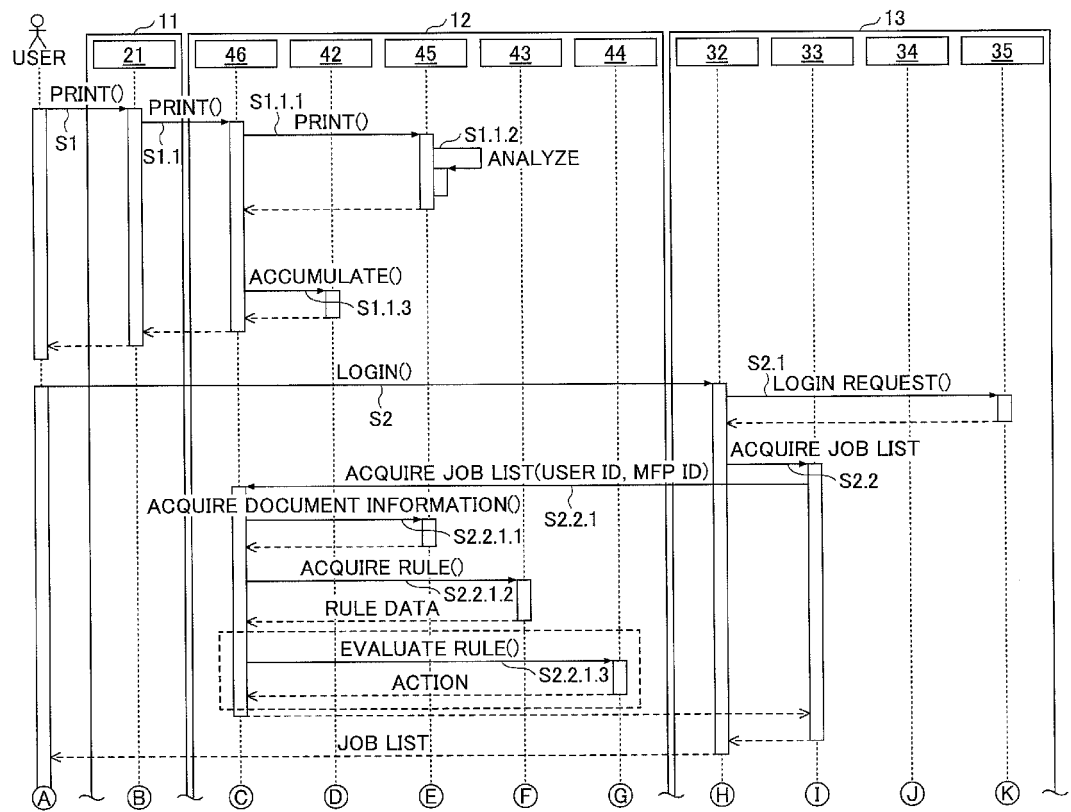 11
12
13
USER
21
46
42
45
43
44
32
33
34
35
PRINT()
S1
PRINT()
S1.1
S1.1.1
PRINT()
S1.1.2
ANALYZE
ACCUMULATE()
S1.1.3
LOGIN()
S2
S2.1
LOGIN REQUEST()
ACQUIRE JOB LIST
S2.2
ACQUIRE JOB LIST(USER ID, MFP ID)
S2.2.1
ACQUIRE DOCUMENT INFORMATION()
S2.2.1.1
ACQUIRE RULE()
S2.2.1.2
RULE DATA
EVALUATE RULE()
S2.2.1.3
ACTION
JOB LIST
A
B
C
D
E
F
G
H
I
J
K